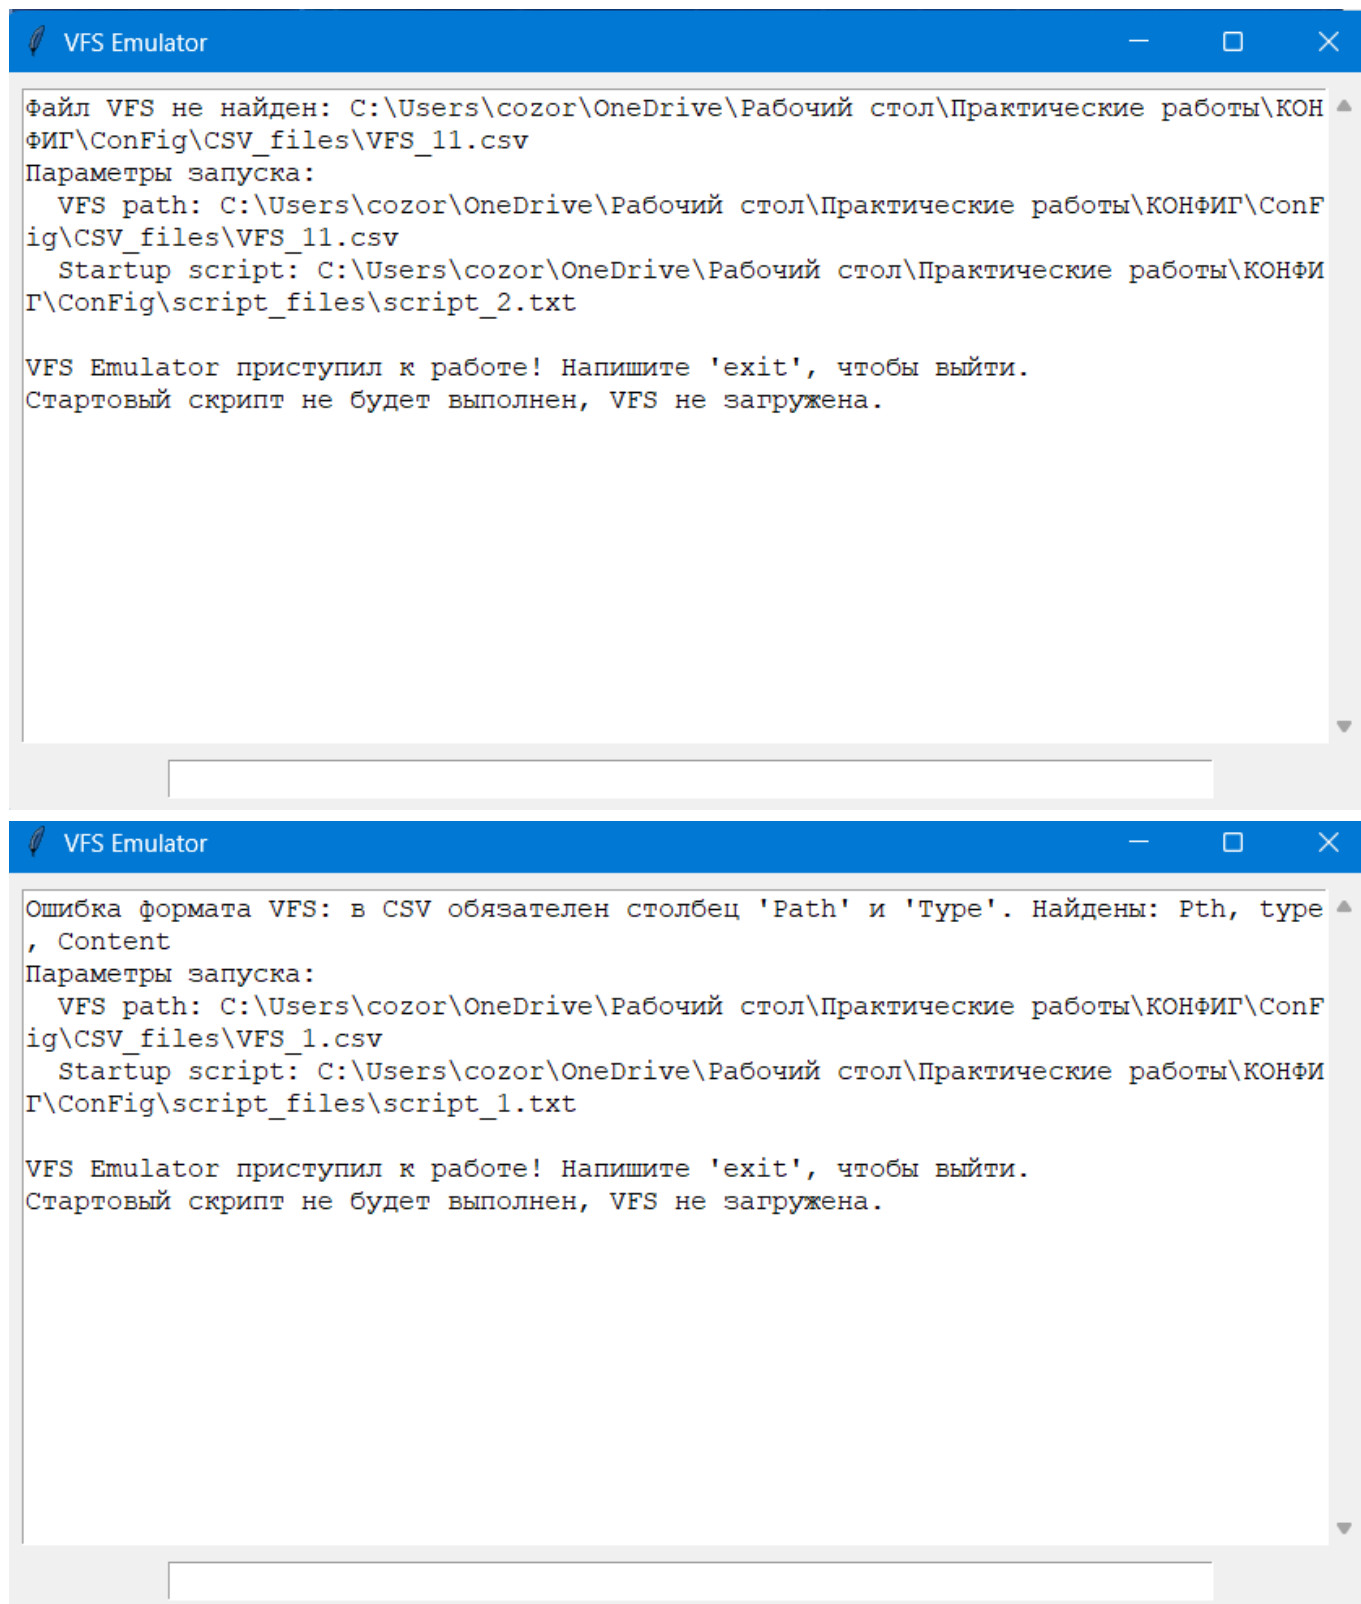 VFS Emulator
Файл VFS не найден: C:\Users\cozor\OneDrive\Рабочий стол\Практические работы\КОН
ФИГ\ConFig\CSV_files\VFS_11.csv
Параметры запуска:
  VFS path: C:\Users\cozor\OneDrive\Рабочий стол\Практические работы\КОНФИГ\ConF
ig\CSV_files\VFS_11.csv
  Startup script: C:\Users\cozor\OneDrive\Рабочий стол\Практические работы\КОНФИ
Г\ConFig\script_files\script_2.txt
VFS Emulator приступил к работе! Напишите 'exit', чтобы выйти.
Стартовый скрипт не будет выполнен, VFS не загружена.
VFS Emulator
Ошибка формата VFS: в CSV обязателен столбец 'Path' и 'Type'. Найдены: Pth, type
, Content
Параметры запуска:
  VFS path: C:\Users\cozor\OneDrive\Рабочий стол\Практические работы\КОНФИГ\ConF
ig\CSV_files\VFS_1.csv
  Startup script: C:\Users\cozor\OneDrive\Рабочий стол\Практические работы\КОНФИ
Г\ConFig\script_files\script_1.txt
VFS Emulator приступил к работе! Напишите 'exit', чтобы выйти.
Стартовый скрипт не будет выполнен, VFS не загружена.